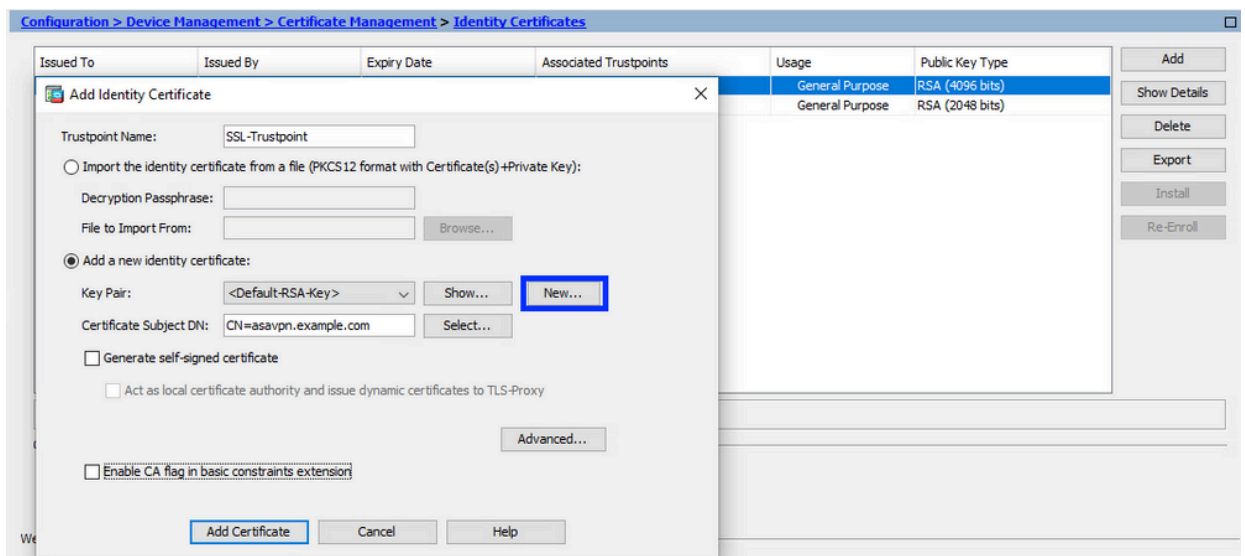 Configuration > Device Management > Certificate Management > Identity Certificates
Issued To Issued By Expiry Date Associated Trustpoints Usage Public Key Type
Add
General Purpose RSA (4096 bits)
Show Details
General Purpose RSA (2048 bits)
Delete
Export
Install
Re-Enroll
Add Identity Certificate
Trustpoint Name: SSL-Trustpoint
Import the identity certificate from a file (PKCS12 format with Certificate(s)+Private Key):
Decryption Passphrase:
File to Import From: Browse...
Add a new identity certificate:
Key Pair: <Default-RSA-Key> Show... New...
Certificate Subject DN: CN=asavpn.example.com Select...
Generate self-signed certificate
Act as local certificate authority and issue dynamic certificates to TLS-Proxy
Advanced...
Enable CA flag in basic constraints extension
Add Certificate Cancel Help